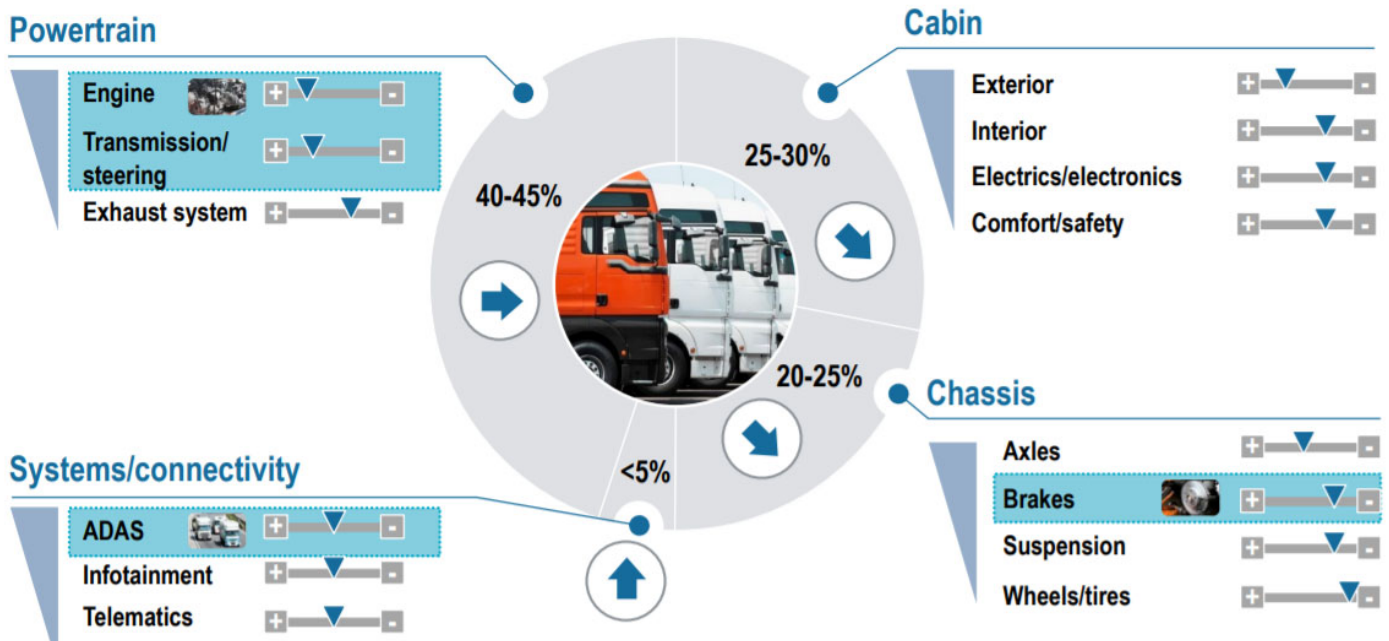 Powertrain
Engine + -
Transmission/
steering + -
Exhaust system + -
Cabin
Exterior + -
Interior + -
Electrics/electronics + -
Comfort/safety + -
40-45%
25-30%
20-25%
<5%
Systems/connectivity
ADAS + -
Infotainment + -
Telematics + -
Chassis
Axles + -
Brakes + -
Suspension + -
Wheels/tires + -